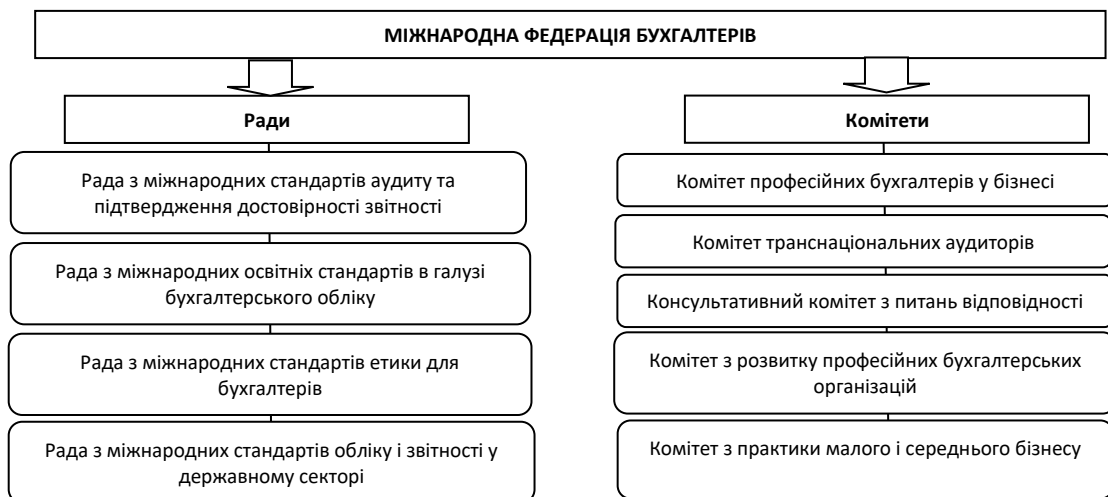 МІЖНАРОДНА ФЕДЕРАЦІЯ БУХГАЛТЕРІВ
Ради
Рада з міжнародних стандартів аудиту та
підтвердження достовірності звітності
Рада з міжнародних освітніх стандартів в галузі
бухгалтерського обліку
Рада з міжнародних стандартів етики для
бухгалтерів
Рада з міжнародних стандартів обліку і звітності у
державному секторі
Комітети
Комітет професійних бухгалтерів у бізнесі
Комітет транснаціональних аудиторів
Консультативний комітет з питань відповідності
Комітет з розвитку професійних бухгалтерських
організацій
Комітет з практики малого і середнього бізнесу